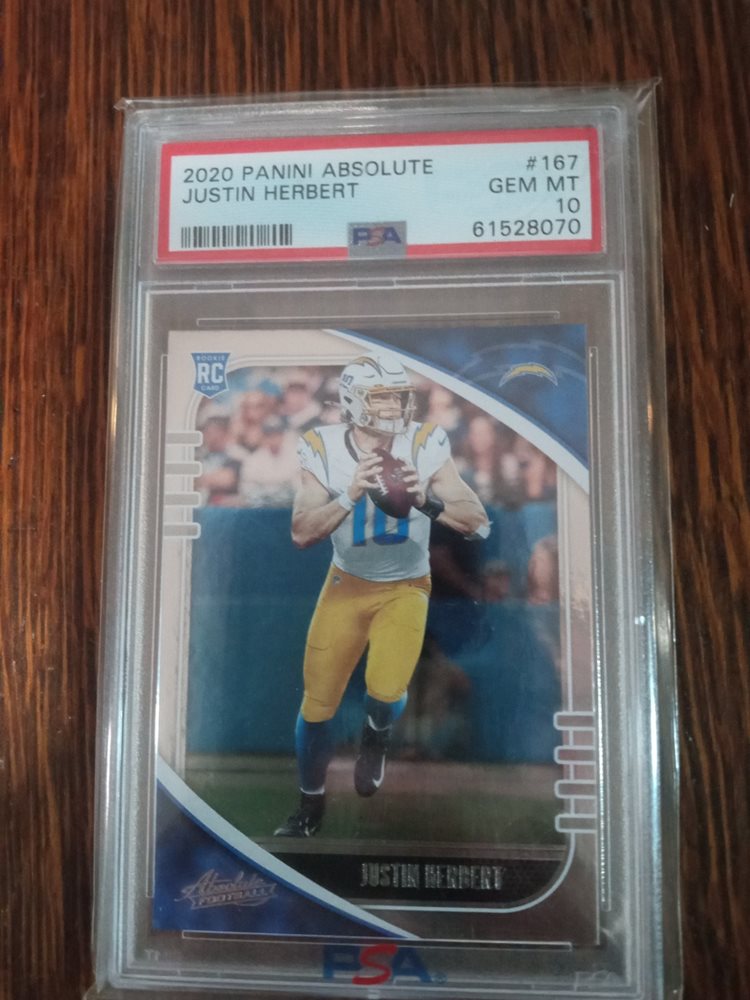 2020 PANINI ABSOLUTE #167
JUSTIN HERBERT GEM MT
10
PSA 61528070
ROOKIE
RC
CARD
10
JUSTIN HERBERT
Absolute
FOOTBALL
PSA